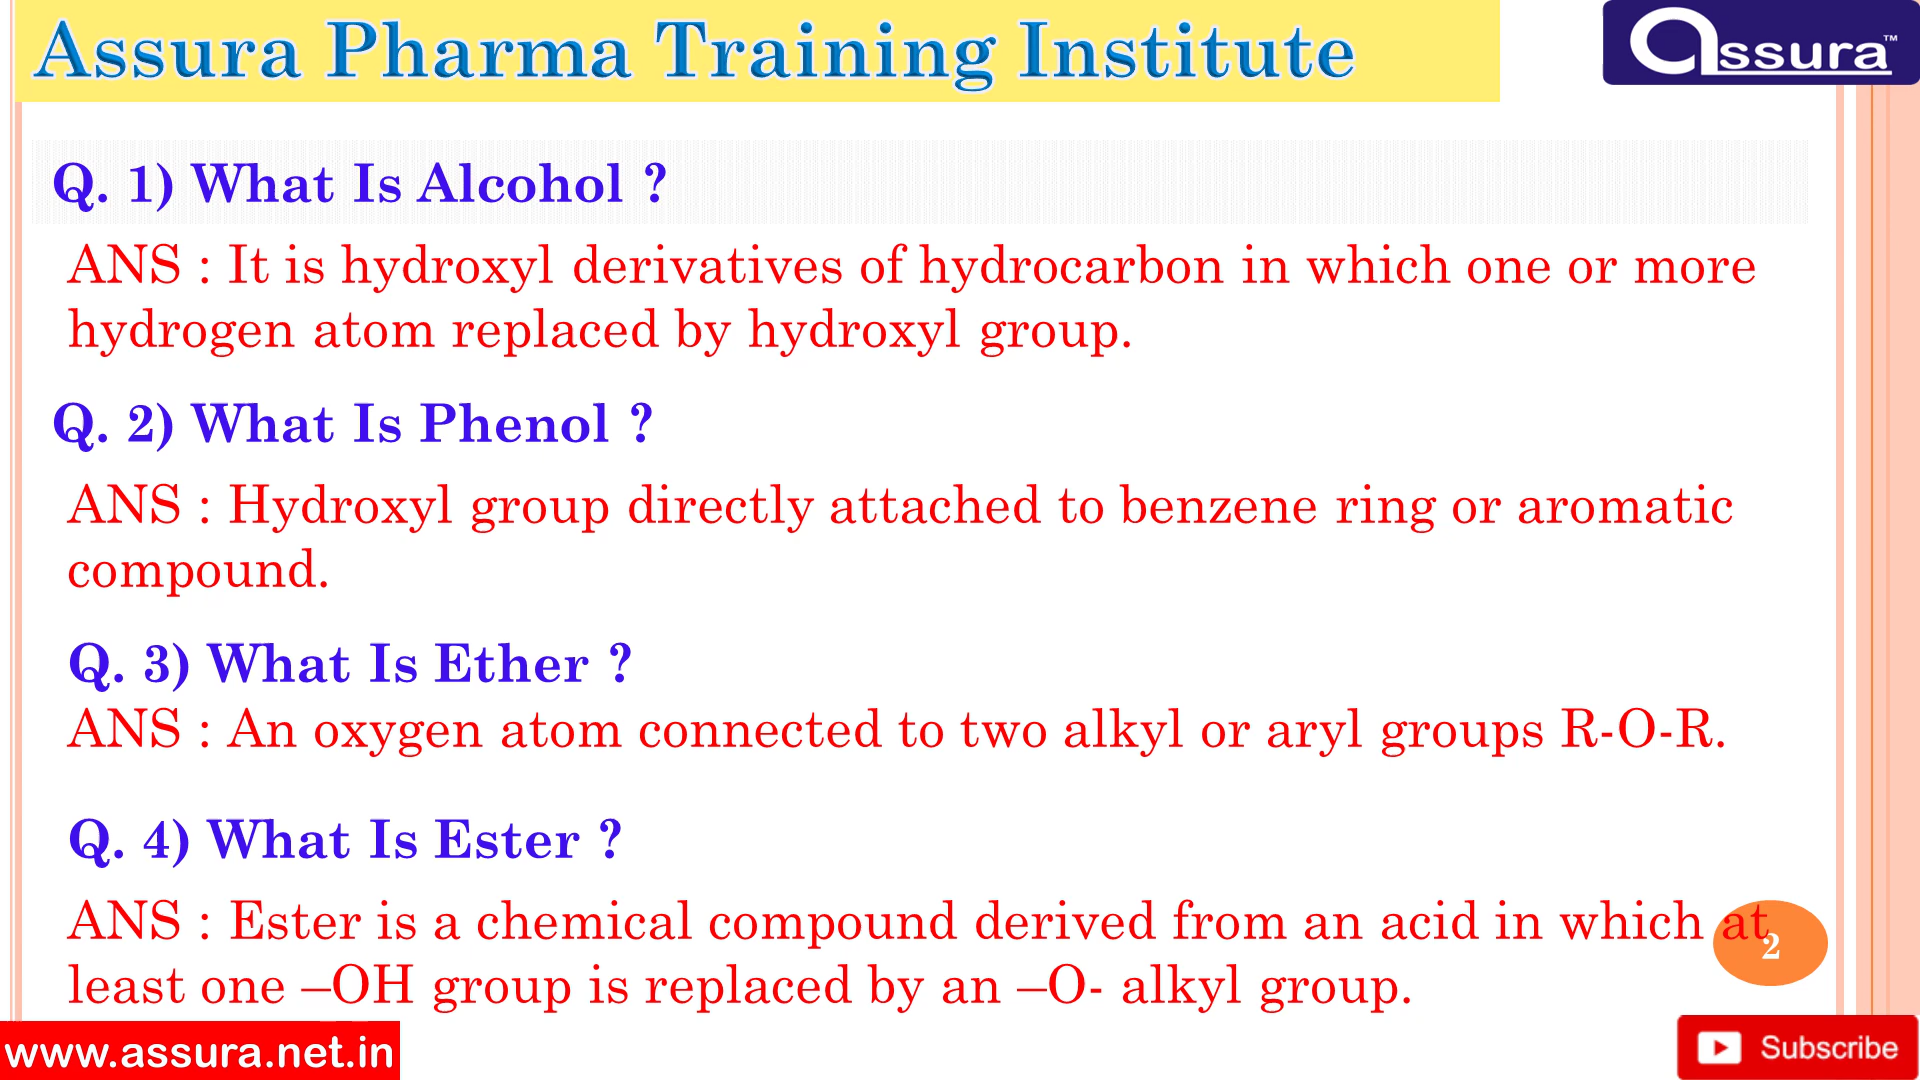 Assura Pharma Training Institute
assura™
Q. 1) What Is Alcohol ?
ANS : It is hydroxyl derivatives of hydrocarbon in which one or more
hydrogen atom replaced by hydroxyl group.
Q. 2) What Is Phenol ?
ANS : Hydroxyl group directly attached to benzene ring or aromatic
compound.
Q. 3) What Is Ether ?
ANS : An oxygen atom connected to two alkyl or aryl groups R-O-R.
Q. 4) What Is Ester ?
ANS : Ester is a chemical compound derived from an acid in which at
least one –OH group is replaced by an –O- alkyl group.
2
www.assura.net.in
Subscribe